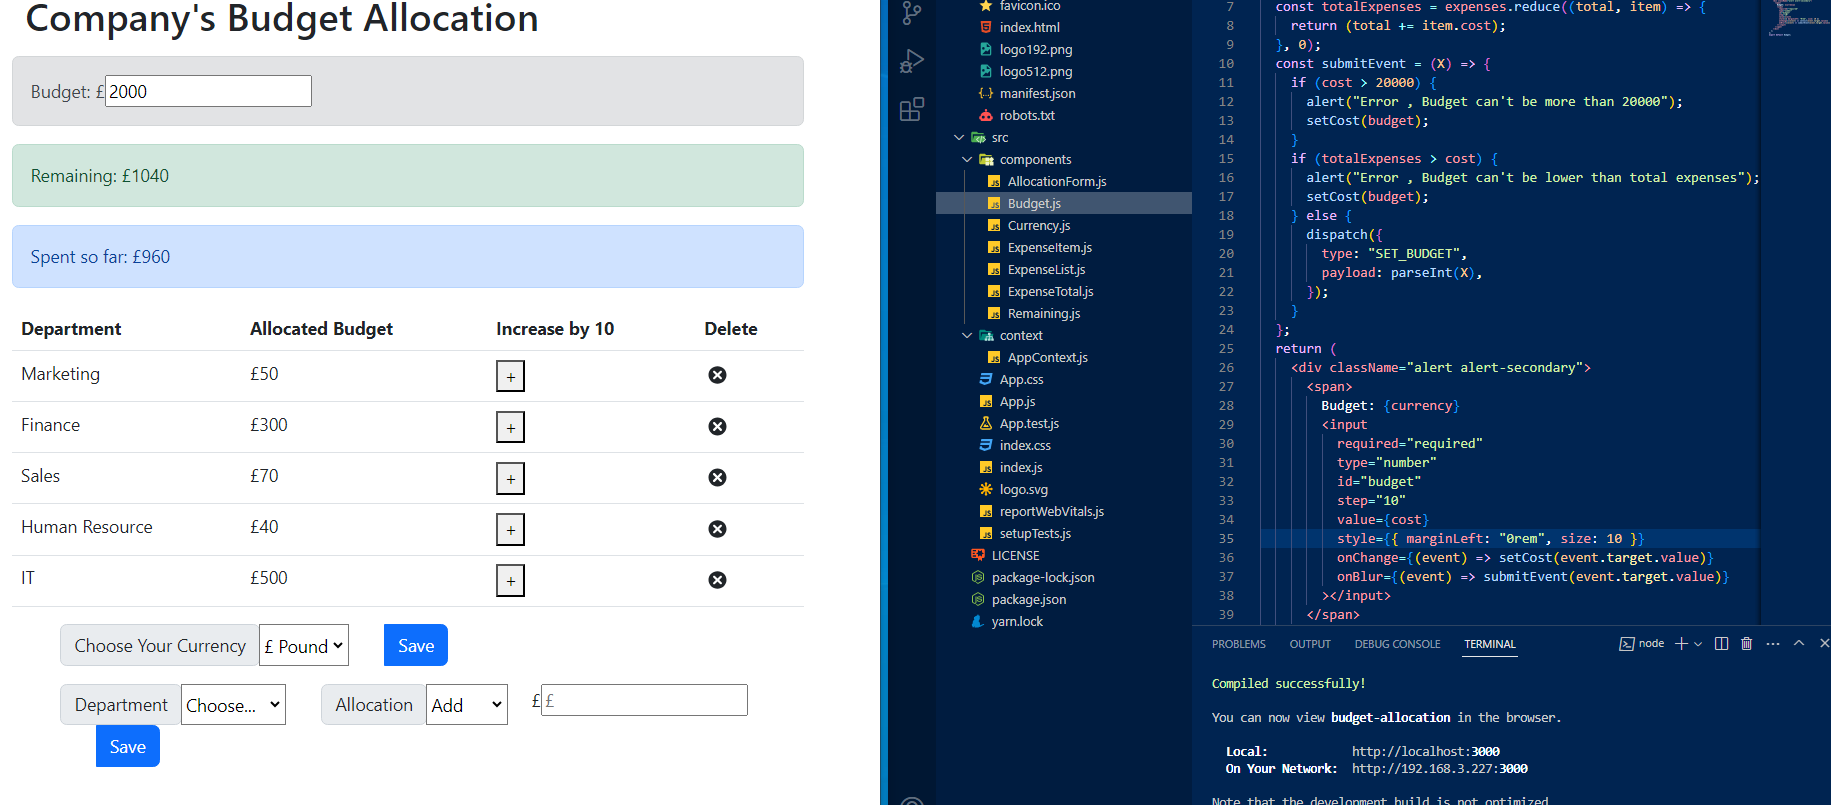 Company's Budget Allocation
Budget: £ 2000
Remaining: £1040
Spent so far: £960
Department Allocated Budget Increase by 10 Delete
Marketing £50 +
Finance £300 +
Sales £70 +
Human Resource £40 +
IT £500 +
Choose Your Currency £ Pound Save
Department Choose... Allocation Add £ £
Save
favicon.ico
index.html
logo192.png
logo512.png
manifest.json
robots.txt
src
components
AllocationForm.js
Budget.js
Currency.js
ExpenseItem.js
ExpenseList.js
ExpenseTotal.js
Remaining.js
context
AppContext.js
App.css
App.js
App.test.js
index.css
index.js
logo.svg
reportWebVitals.js
setupTests.js
LICENSE
package-lock.json
package.json
yarn.lock
7 const totalExpenses = expenses.reduce((total, item) => {
8 return (total += item.cost);
9 }, 0);
10 const submitEvent = (X) => {
11 if (cost > 20000) {
12 alert("Error , Budget can't be more than 20000");
13 setCost(budget);
14 }
15 if (totalExpenses > cost) {
16 alert("Error , Budget can't be lower than total expenses");
17 setCost(budget);
18 } else {
19 dispatch({
20 type: "SET_BUDGET",
21 payload: parseInt(X),
22 });
23 }
24 };
25 return (
26 <div className="alert alert-secondary">
27 <span>
28 Budget: {currency}
29 <input
30 required="required"
31 type="number"
32 id="budget"
33 step="10"
34 value={cost}
35 style={{ marginLeft: "0rem", size: 10 }}
36 onChange={(event) => setCost(event.target.value)}
37 onBlur={(event) => submitEvent(event.target.value)}
38 ></input>
39 </span>
PROBLEMS OUTPUT DEBUG CONSOLE TERMINAL node
Compiled successfully!
You can now view budget-allocation in the browser.
Local: http://localhost:3000
On Your Network: http://192.168.3.227:3000
Note that the development build is not optimized